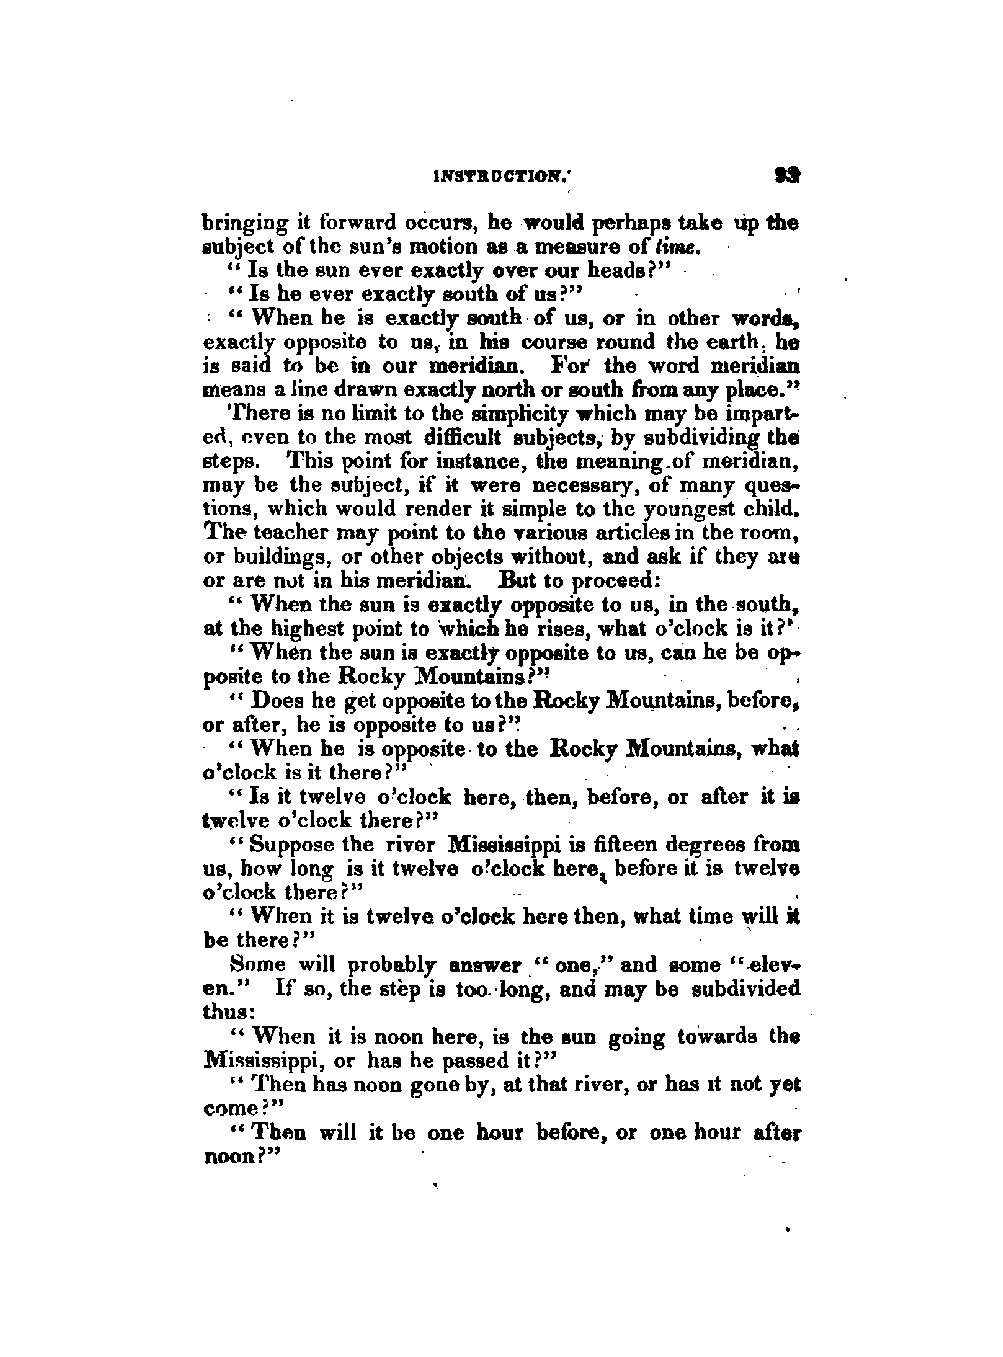 INSTRUCTION. 93
bringing it forward occurs, he would perhaps take up the
subject of the sun's motion as a measure of time.
“ Is the sun ever exactly over our heads?”
“ Is he ever exactly south of us?”
“ When he is exactly south of us, or in other words,
exactly opposite to us, in his course round the earth, he
is said to be in our meridian. For the word meridian
means a line drawn exactly north or south from any place.”
There is no limit to the simplicity which may be impart-
ed, even to the most difficult subjects, by subdividing the
steps. This point for instance, the meaning of meridian,
may be the subject, if it were necessary, of many ques-
tions, which would render it simple to the youngest child.
The teacher may point to the various articles in the room,
or buildings, or other objects without, and ask if they are
or are not in his meridian. But to proceed:
“ When the sun is exactly opposite to us, in the south,
at the highest point to which he rises, what o'clock is it?”
“ When the sun is exactly opposite to us, can he be op-
posite to the Rocky Mountains?”
“ Does he get opposite to the Rocky Mountains, before,
or after, he is opposite to us?”
“ When he is opposite to the Rocky Mountains, what
o'clock is it there?”
“ Is it twelve o'clock here, then, before, or after it is
twelve o'clock there?”
“ Suppose the river Missisippi is fifteen degrees from
us, how long is it twelve o'clock here, before it is twelve
o'clock there?”
“ When it is twelve o'clock here then, what time will it
be there?”
Some will probably answer “ one,” and some “ elev-
en.” If so, the step is too long, and may be subdivided
thus:
“ When it is noon here, is the sun going towards the
Mississippi, or has he passed it?”
“ Then has noon gone by, at that river, or has it not yet
come?”
“ Then will it be one hour before, or one hour after
noon?”